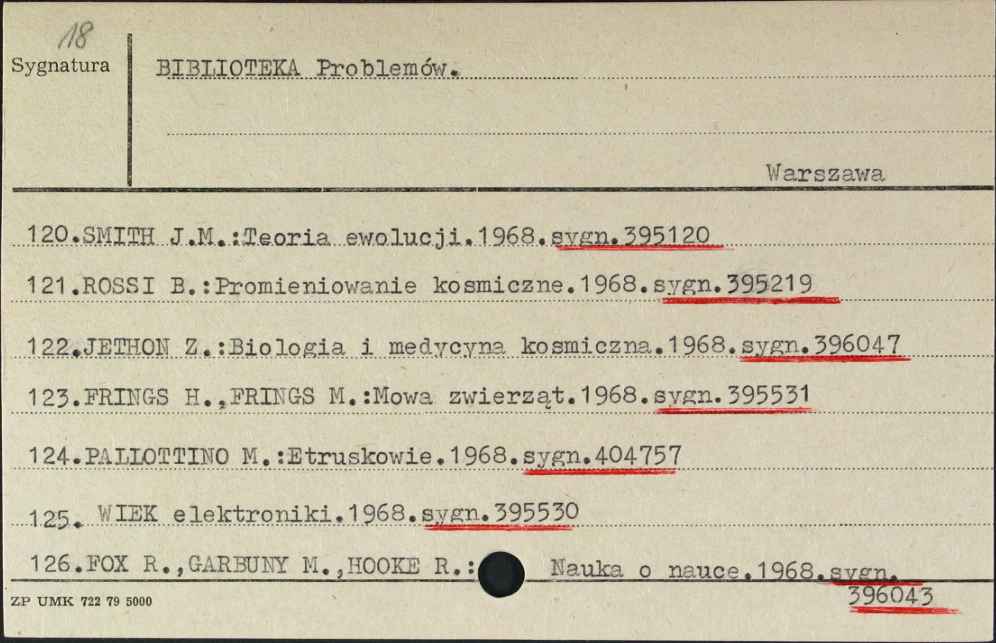 18
Sygnatura
BIBLIOTEKA Problemów.
Warszawa
120.SMITH J.M.:Teoria ewolucji.1968.sygn.395120
121.ROSSI B.:Promieniowanie kosmiczne.1968.sygn.395219
122.JETHON Z.:Biologia i medycyna kosmiczna.1968.sygn.396047
123.FRINGS H.,FRINGS M.:Mowa zwierząt.1968.sygn.395531
124.PALLOTTINO M.:Etruskowie.1968.sygn.404757
125. WIEK elektroniki.1968.sygn.395530
126.FOX R.,GARBUNY M.,HOOKE R.: Nauka o nauce.1968.sygn.
396043
ZP UMK 722 79 5000